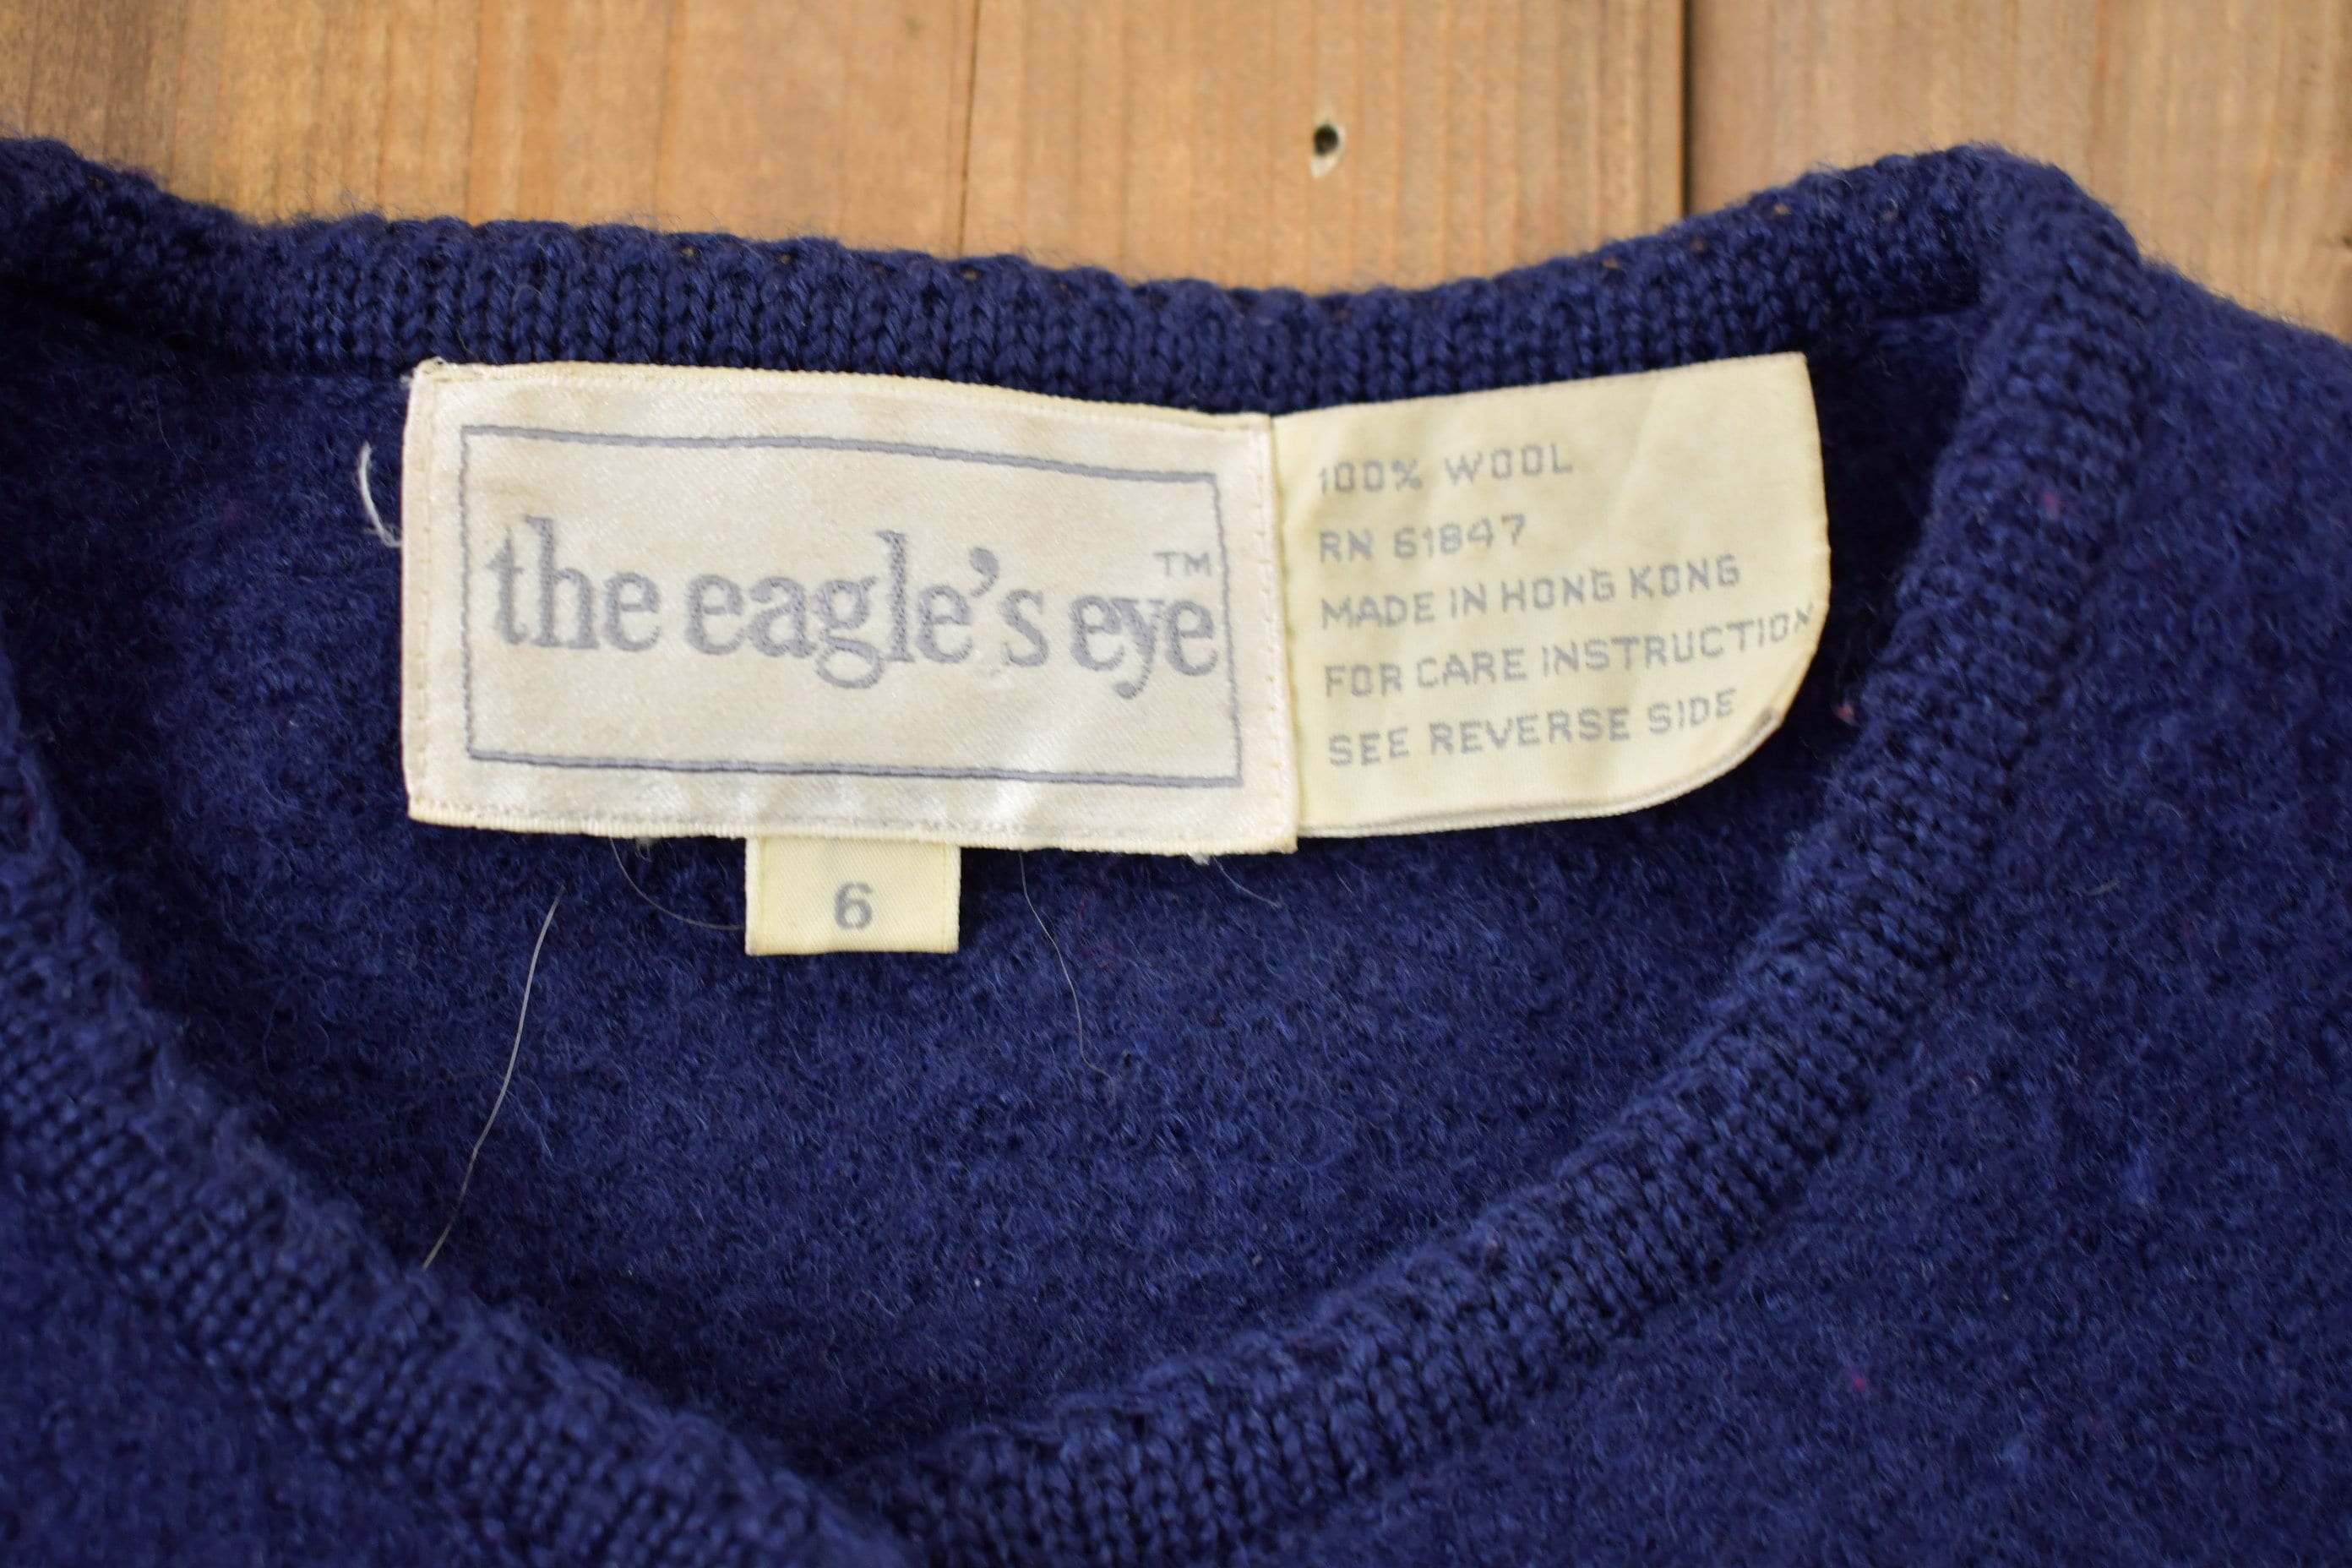 the eagle's eye™
100% WOOL
RN 61847
MADE IN HONG KONG
FOR CARE INSTRUCTION
SEE REVERSE SIDE
6